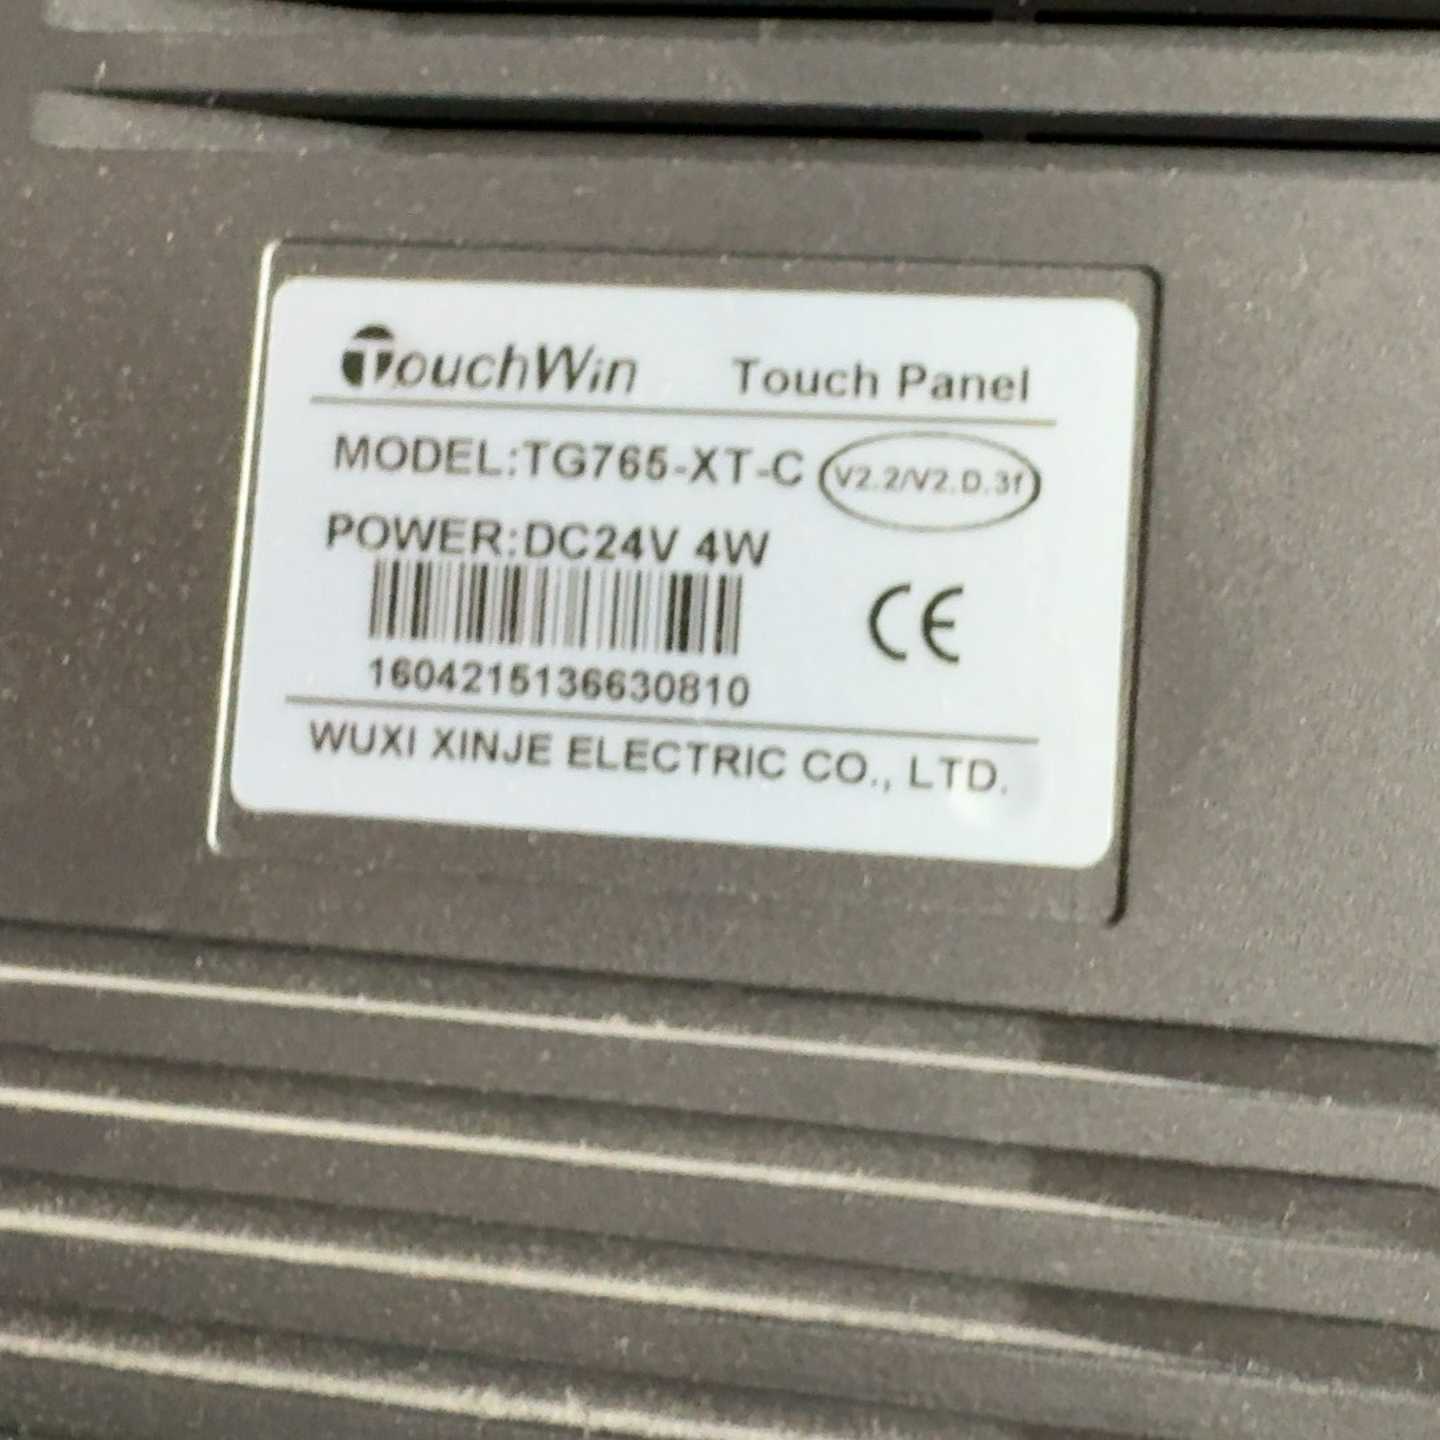 TouchWin Touch Panel
MODEL:TG765-XT-C V2.2/V2.D.3f
POWER:DC24V 4W
CE
1604215136630810
WUXI XINJE ELECTRIC CO., LTD.